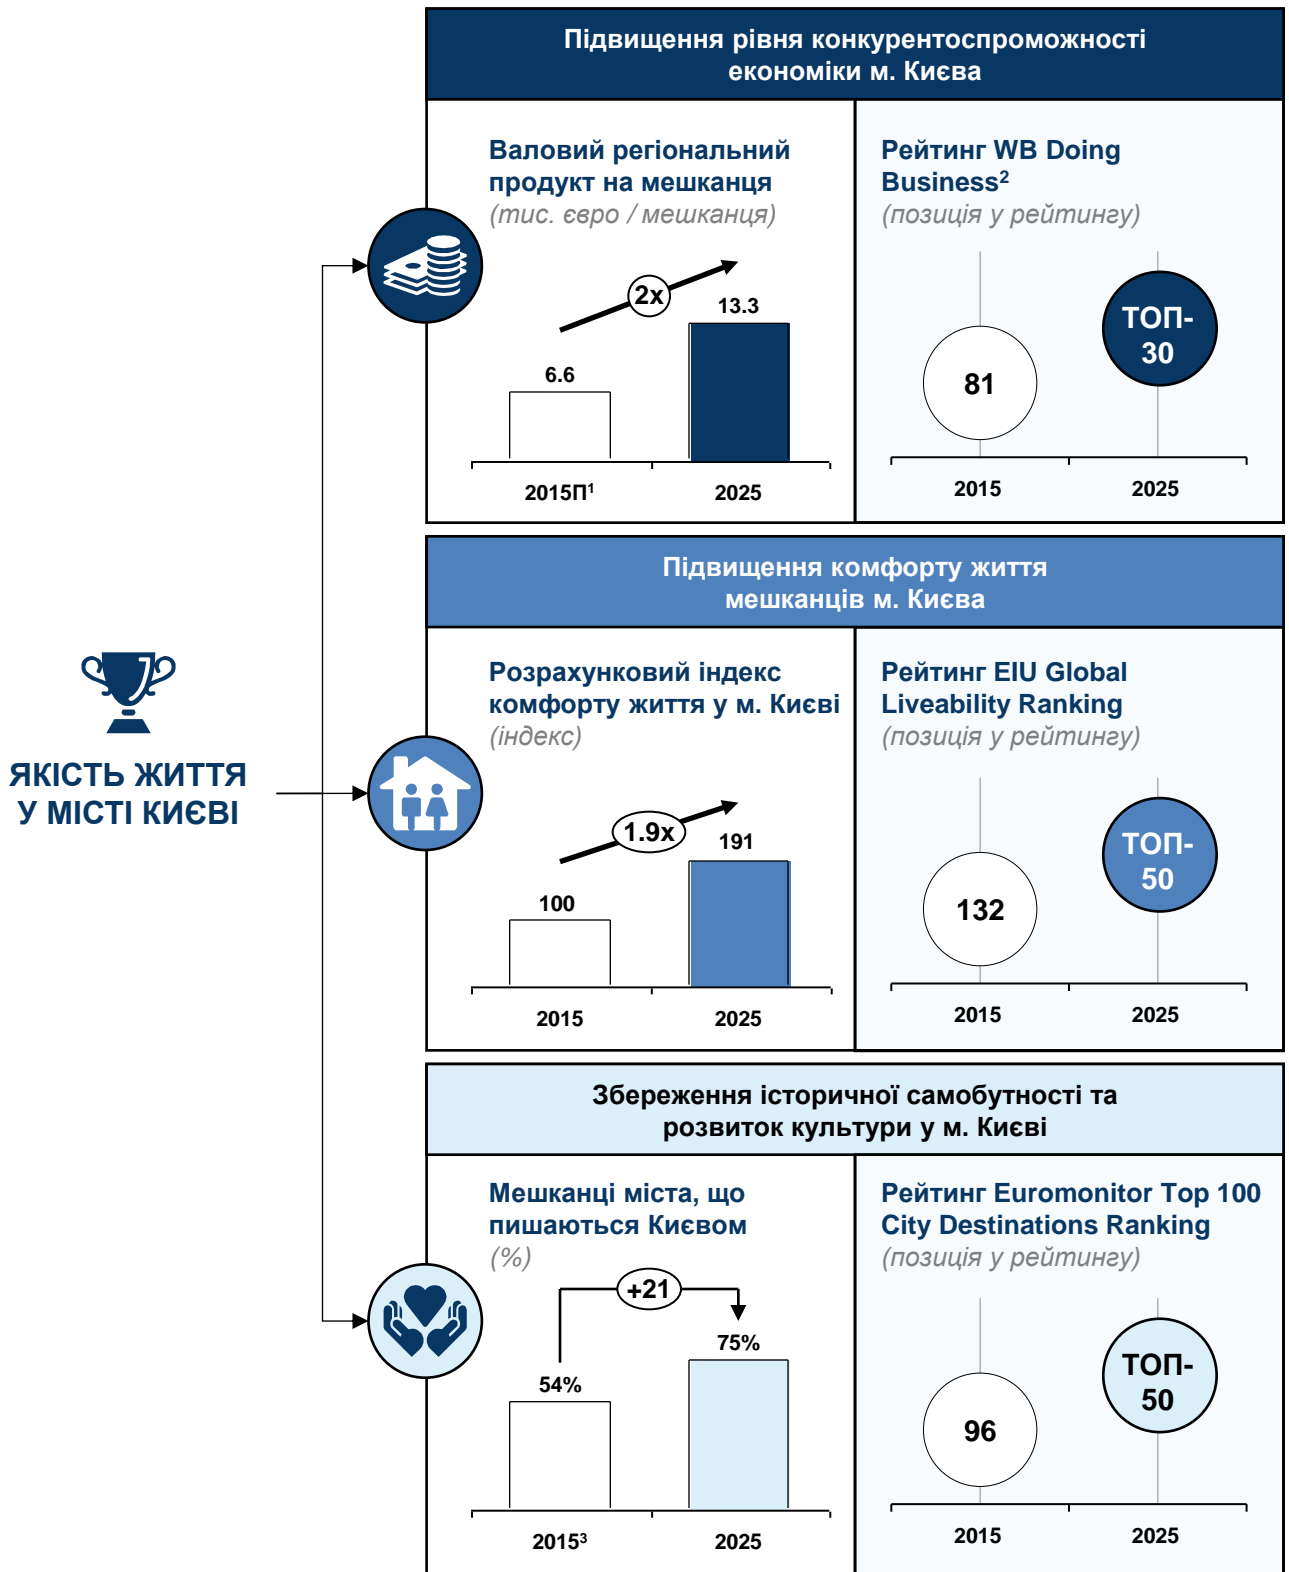 Підвищення рівня конкурентоспроможності
економіки м. Києва
Валовий регіональний
продукт на мешканця
(тис. євро / мешканця)
2x
6.6
13.3
2015П¹
2025
Рейтинг WB Doing
Business²
(позиція у рейтингу)
81
ТОП-
30
2015
2025
ЯКІСТЬ ЖИТТЯ
У МІСТІ КИЄВІ
Підвищення комфорту життя
мешканців м. Києва
Розрахунковий індекс
комфорту життя у м. Києві
(індекс)
1.9x
100
191
2015
2025
Рейтинг EIU Global
Liveability Ranking
(позиція у рейтингу)
132
ТОП-
50
2015
2025
Збереження історичної самобутності та
розвиток культури у м. Києві
Мешканці міста, що
пишаються Києвом
(%)
+21
54%
75%
2015³
2025
Рейтинг Euromonitor Top 100
City Destinations Ranking
(позиція у рейтингу)
96
ТОП-
50
2015
2025